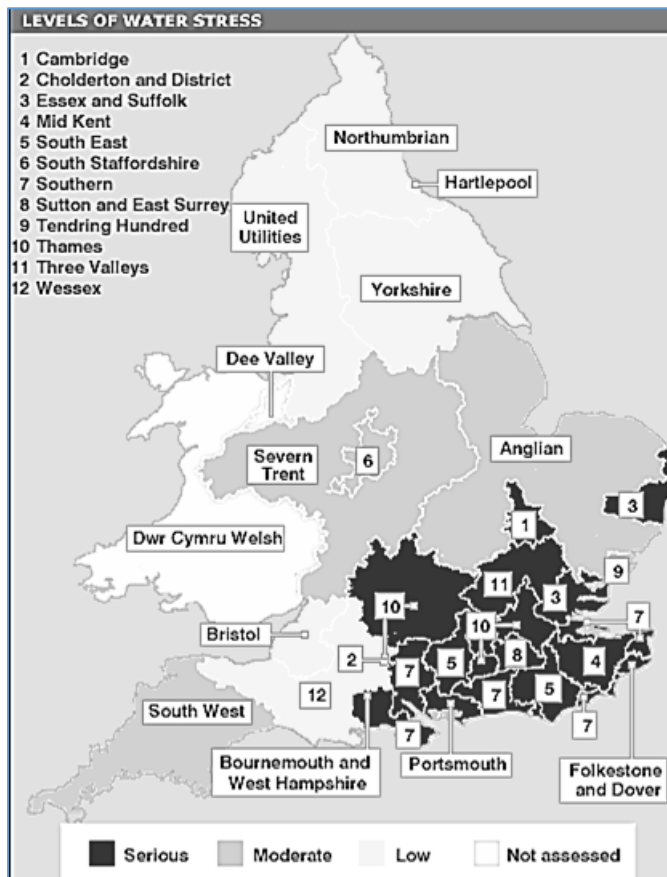 LEVELS OF WATER STRESS
1 Cambridge
2 Cholderton and District
3 Essex and Suffolk
4 Mid Kent
5 South East
6 South Staffordshire
7 Southern
8 Sutton and East Surrey
9 Tendring Hundred
10 Thames
11 Three Valleys
12 Wessex
Northumbrian
Hartlepool
United
Utilities
Yorkshire
Dee Valley
Severn
Trent
6
Anglian
3
1
Dwr Cymru Welsh
11
9
10
3
7
Bristol
10
2
8
4
7
5
12
7
5
South West
7
7
Bournemouth and
West Hampshire
Portsmouth
Folkestone
and Dover
Serious
Moderate
Low
Not assessed